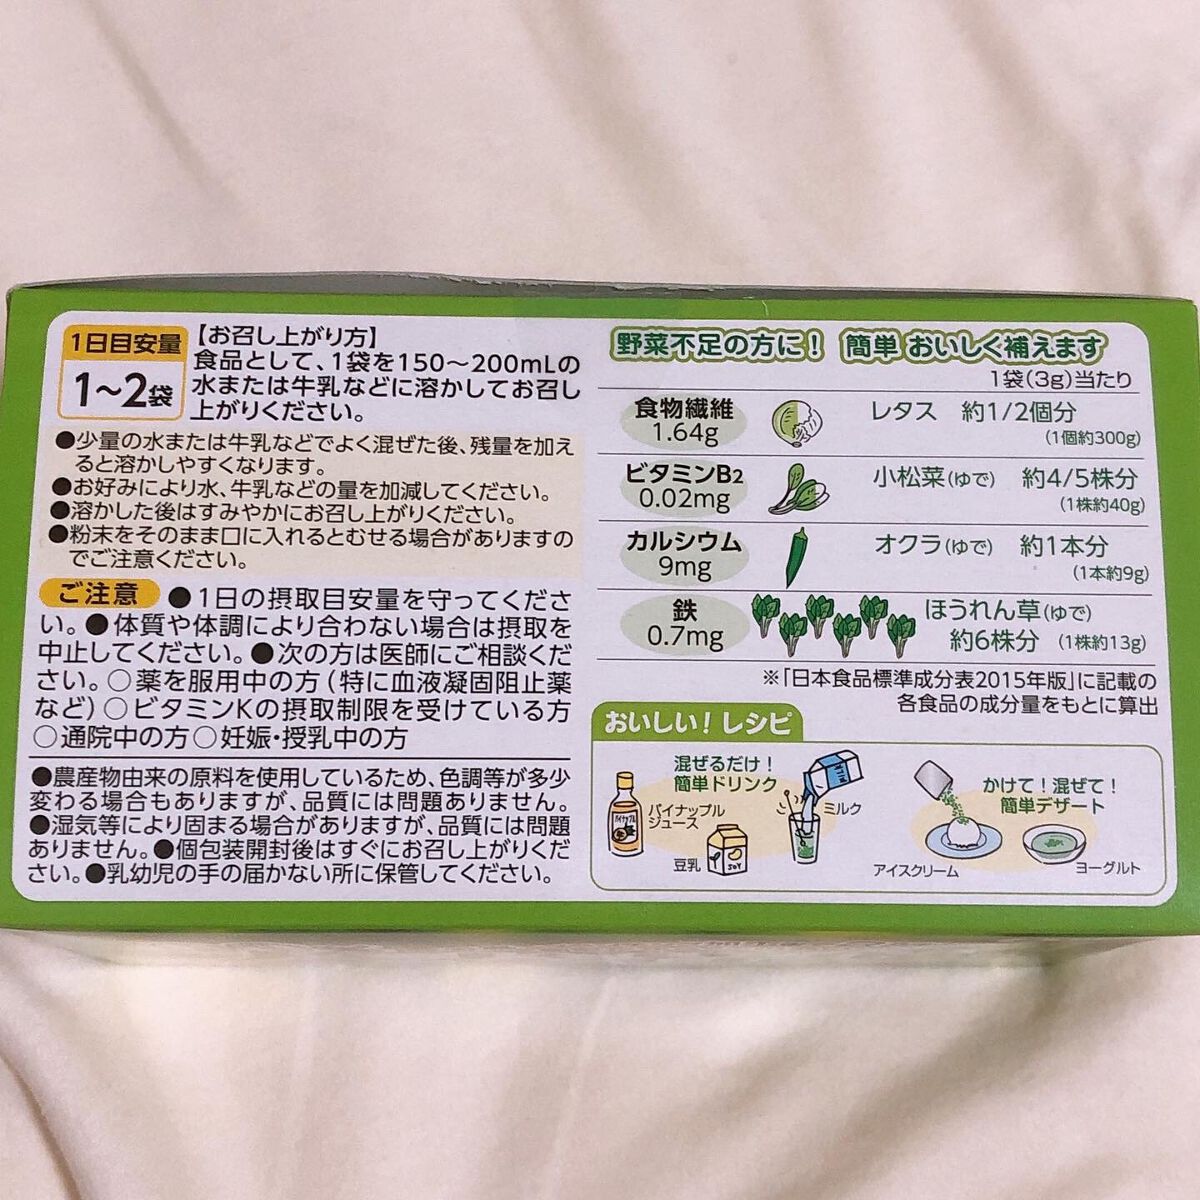 1日目安量
1～2袋
【お召し上がり方】
食品として、1袋を150～200mLの
水または牛乳などに溶かしてお召し
上がりください。
●少量の水または牛乳などでよく混ぜた後、残量を加え
ると溶かしやすくなります。
●お好みにより水、牛乳などの量を加減してください。
●溶かした後はすみやかにお召し上がりください。
●粉末をそのまま口に入れるとむせる場合がありますの
でご注意ください。
ご注意 ●1日の摂取目安量を守ってくださ
い。●体質や体調により合わない場合は摂取を
中止してください。●次の方は医師にご相談くだ
さい。○薬を服用中の方(特に血液凝固阻止薬
など)○ビタミンKの摂取制限を受けている方
○通院中の方○妊娠・授乳中の方
●農産物由来の原料を使用しているため、色調等が多少
変わる場合もありますが、品質には問題ありません。
●湿気等により固まる場合がありますが、品質には問題
ありません。●個包装開封後はすぐにお召し上がりくだ
さい。●乳幼児の手の届かない所に保管してください。
野菜不足の方に! 簡単おいしく補えます
1袋(3g)当たり
食物繊維
1.64g
レタス 約1/2個分
(1個約300g)
ビタミンB2
0.02mg
小松菜(ゆで) 約4/5株分
(1株約40g)
カルシウム
9mg
オクラ(ゆで) 約1本分
(1本約9g)
鉄
0.7mg
ほうれん草(ゆで)
約6株分 (1株約13g)
※「日本食品標準成分表2015年版」に記載の
各食品の成分量をもとに算出
おいしい!レシピ
混ぜるだけ!
簡単ドリンク
パイナップル
ジュース
パイナップル
豆乳
SOY
ミルク
かけて!混ぜて!
簡単デザート
アイスクリーム
ヨーグルト